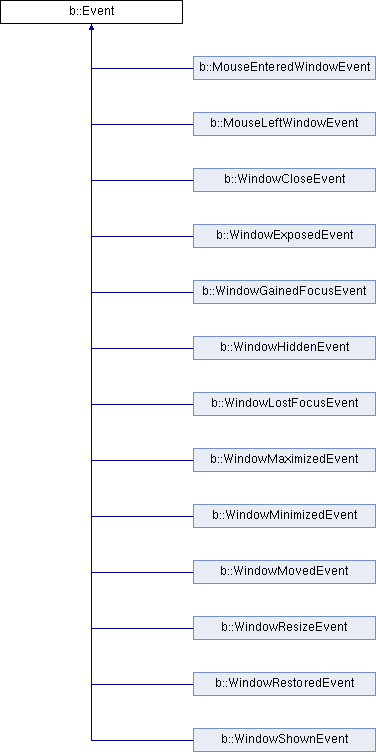 b::Event
b::MouseEnteredWindowEvent
b::MouseLeftWindowEvent
b::WindowCloseEvent
b::WindowExposedEvent
b::WindowGainedFocusEvent
b::WindowHiddenEvent
b::WindowLostFocusEvent
b::WindowMaximizedEvent
b::WindowMinimizedEvent
b::WindowMovedEvent
b::WindowResizeEvent
b::WindowRestoredEvent
b::WindowShownEvent